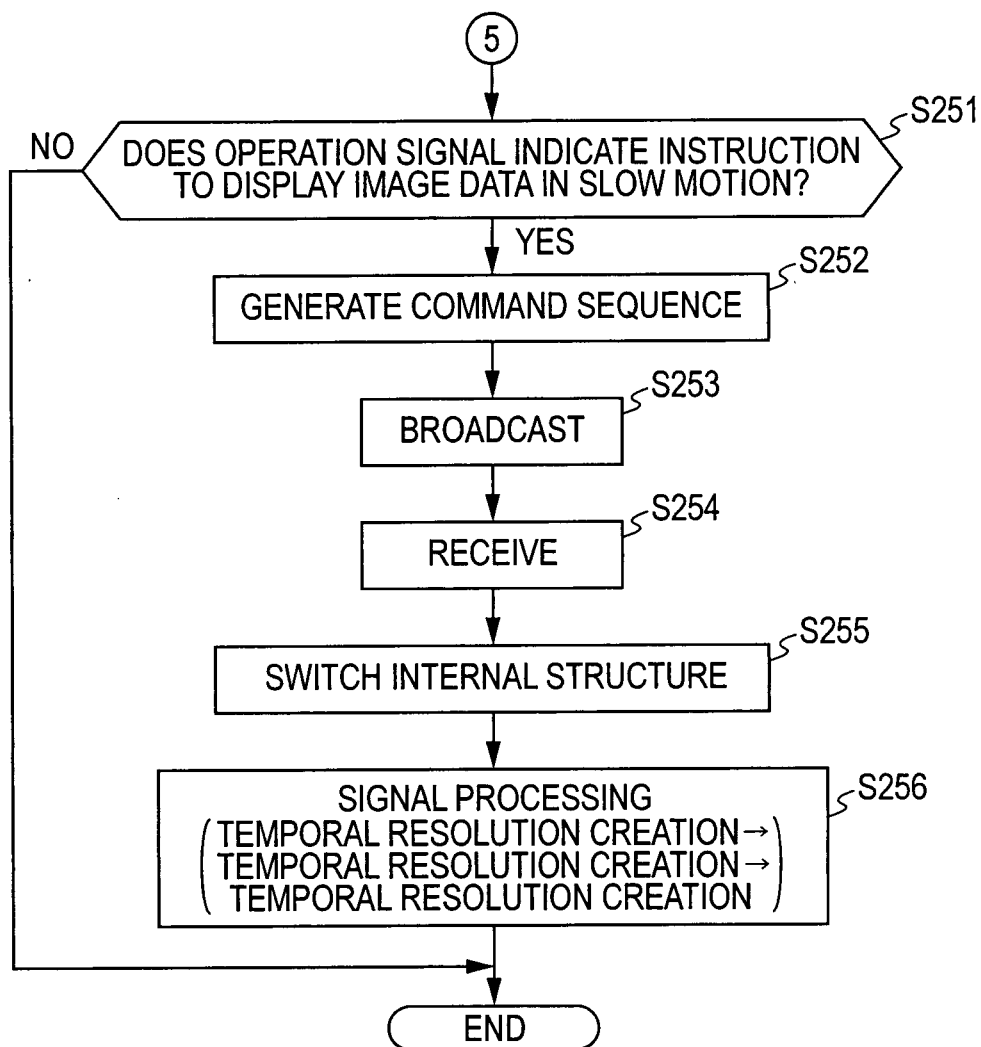 5
S251
NO
DOES OPERATION SIGNAL INDICATE INSTRUCTION
TO DISPLAY IMAGE DATA IN SLOW MOTION?
YES
S252
GENERATE COMMAND SEQUENCE
S253
BROADCAST
S254
RECEIVE
S255
SWITCH INTERNAL STRUCTURE
S256
SIGNAL PROCESSING
(TEMPORAL RESOLUTION CREATION→
TEMPORAL RESOLUTION CREATION→
TEMPORAL RESOLUTION CREATION)
END